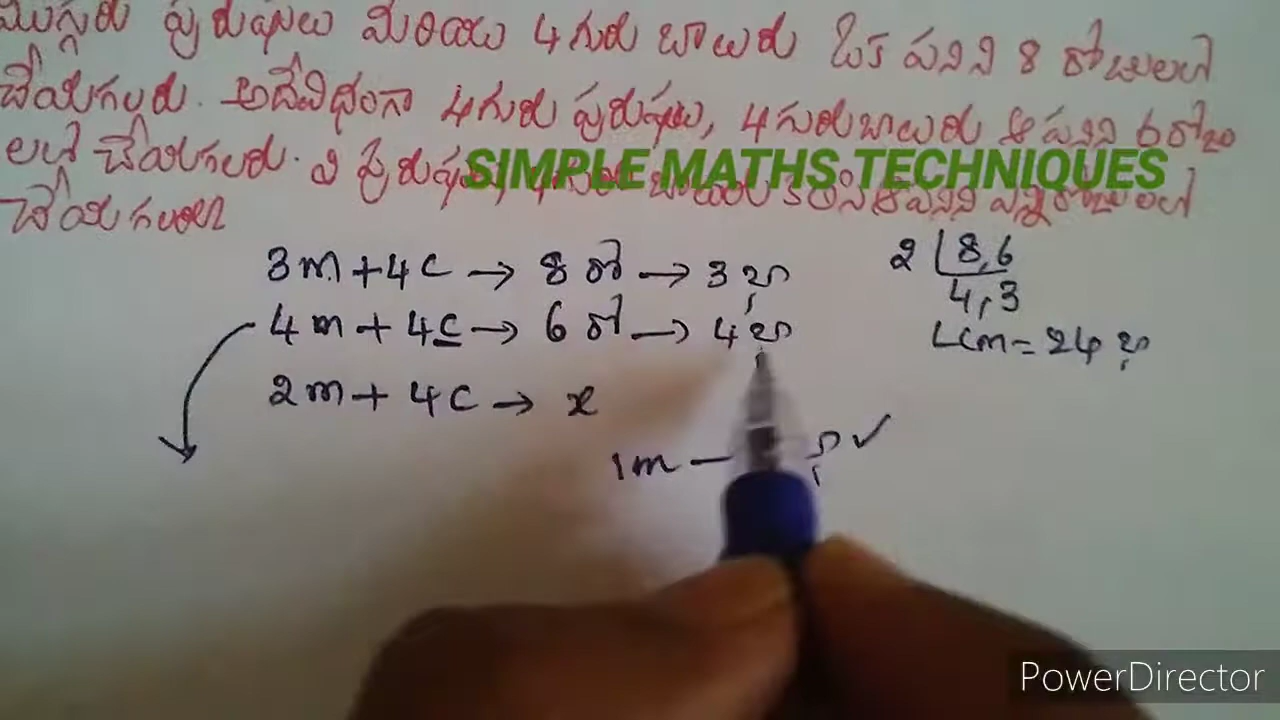 ముగ్గురు పురుషులు మరియు 4గురు బాలురు ఒక పనిని 8 రోజులలో
చేయగలరు. అదేవిధంగా 4గురు పురుషులు, 4గురు బాలురు ఆ పనిని 6 రోజు
లలో చేయగలరు.
SIMPLE MATHS TECHNIQUES
చేయగలరు
3m+4c → 8 రో → 3 యూ
2 | 8, 6
4m + 4c → 6 రో → 4 యూ
4, 3
LCM = 24 యూ
2m + 4c → x
1m –
PowerDirector